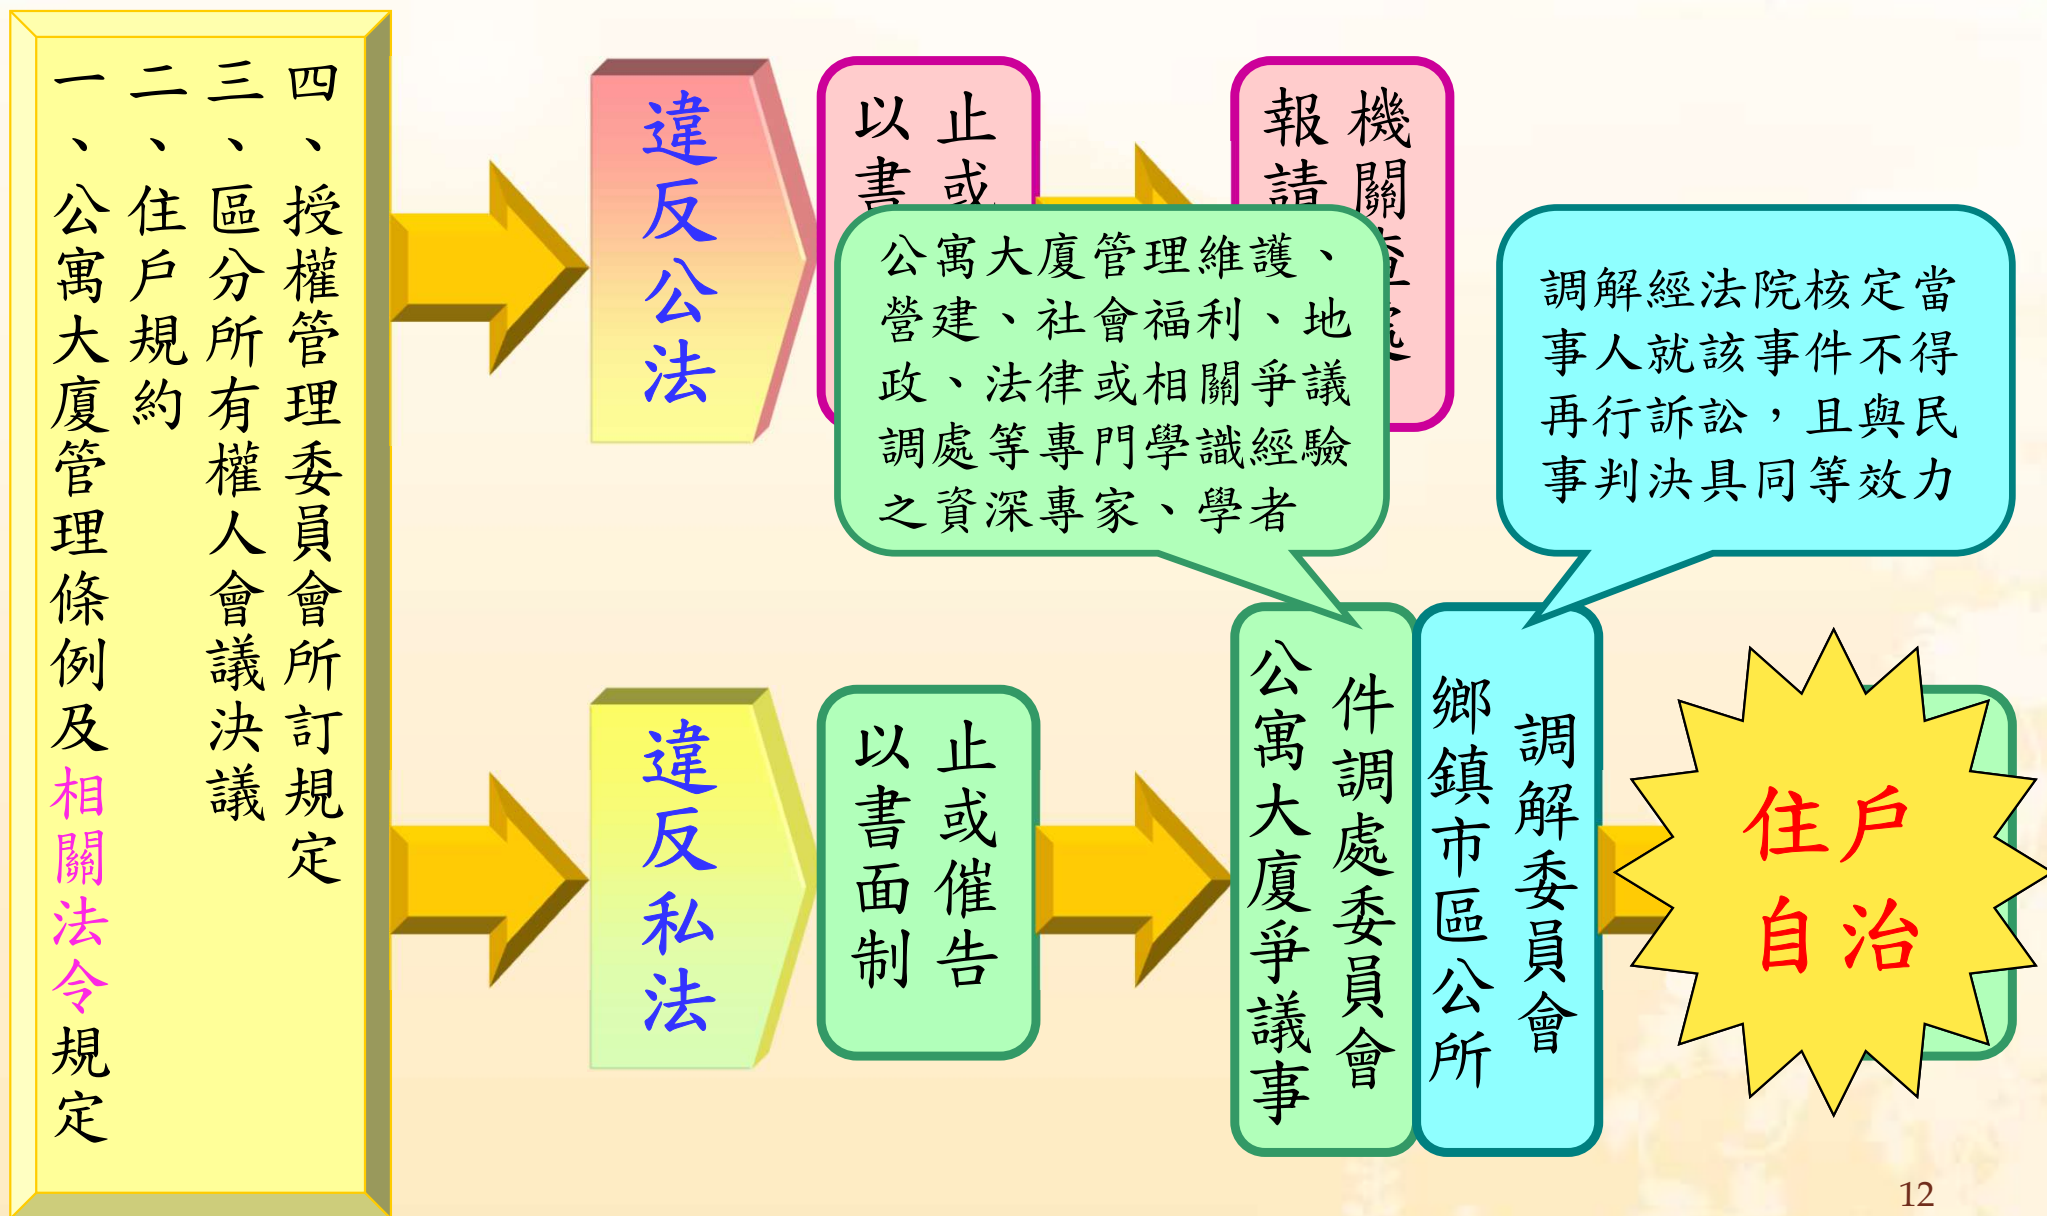 一、公寓大廈管理條例及相關法令規定
二、住戶規約
三、區分所有權人會議決議
四、授權管理委員會所訂規定
違反公法
以書
止或
報請
機關
公寓大廈管理維護、
營建、社會福利、地
政、法律或相關爭議
調處等專門學識經驗
之資深專家、學者
調解經法院核定當
事人就該事件不得
再行訴訟，且與民
事判決具同等效力
違反私法
以書面制
止或催告
公寓大廈爭議事
件調處委員會
鄉鎮市區公所
調解委員會
住戶
自治
12